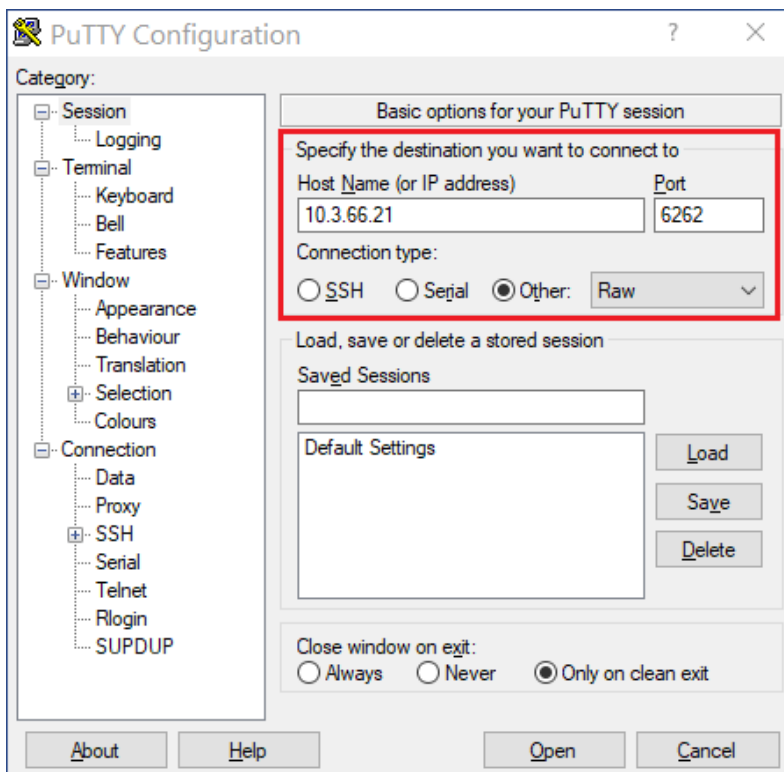 PuTTY Configuration
?
Category:
Session
Logging
Terminal
Keyboard
Bell
Features
Window
Appearance
Behaviour
Translation
Selection
Colours
Connection
Data
Proxy
SSH
Serial
Telnet
Rlogin
SUPDUP
Basic options for your PuTTY session
Specify the destination you want to connect to
Host Name (or IP address) Port
10.3.66.21 6262
Connection type:
SSH Serial Other: Raw
Load, save or delete a stored session
Saved Sessions
Default Settings
Load
Save
Delete
Close window on exit:
Always Never Only on clean exit
About Help Open Cancel